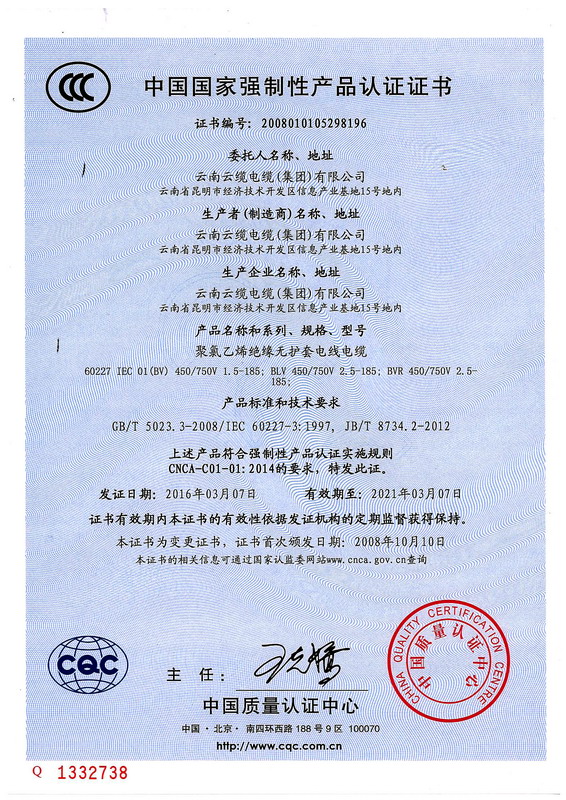 CCC
中国国家强制性产品认证证书
证书编号：2008010105298196
委托人名称、地址
云南云缆电缆(集团)有限公司
云南省昆明市经济技术开发区信息产业基地15号地内
生产者(制造商)名称、地址
云南云缆电缆(集团)有限公司
云南省昆明市经济技术开发区信息产业基地15号地内
生产企业名称、地址
云南云缆电缆(集团)有限公司
云南省昆明市经济技术开发区信息产业基地15号地内
产品名称和系列、规格、型号
聚氯乙烯绝缘无护套电线电缆
60227 IEC 01(BV) 450/750V 1.5-185; BLV 450/750V 2.5-185; BVR 450/750V 2.5-
185;
产品标准和技术要求
GB/T 5023.3-2008/IEC 60227-3:1997, JB/T 8734.2-2012
上述产品符合强制性产品认证实施规则
CNCA-C01-01:2014的要求，特发此证。
发证日期：2016年03月07日 有效期至：2021年03月07日
证书有效期内本证书的有效性依据发证机构的定期监督获得保持。
本证书为变更证书，证书首次颁发日期：2008年10月10日
本证书的相关信息可通过国家认监委网站www.cnca.gov.cn查询
CQC
主 任：
CHINA QUALITY CERTIFICATION CENTRE
中国质量认证中心
中国质量认证中心
中国·北京·南四环西路188号9区 100070
http://www.cqc.com.cn
Q 1332738